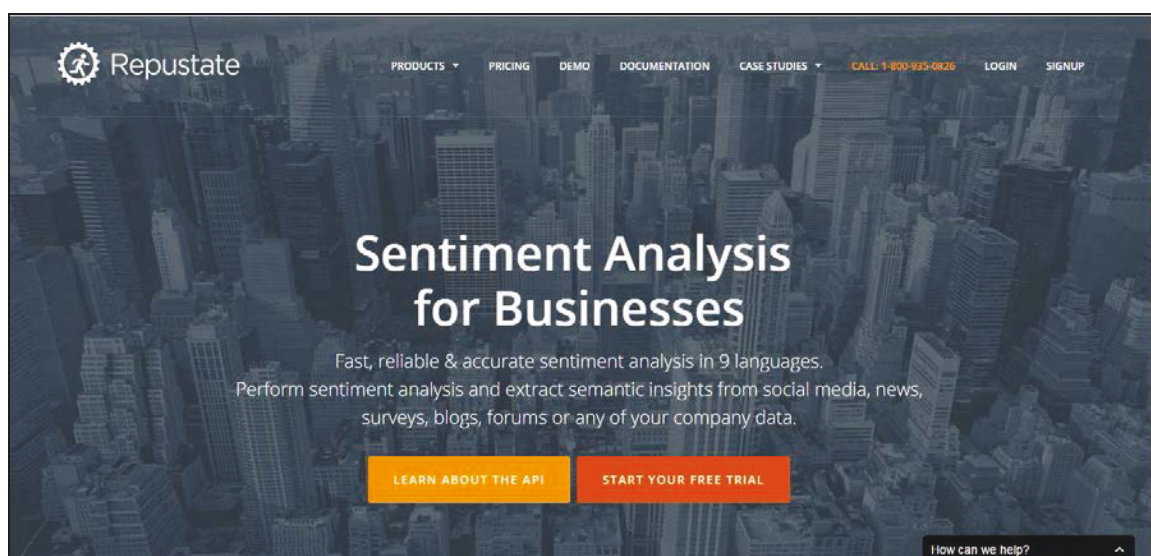 Repustate
PRODUCTS PRICING DEMO DOCUMENTATION CASE STUDIES CALL: 1-800-935-0826 LOGIN SIGNUP
Sentiment Analysis
for Businesses
Fast, reliable & accurate sentiment analysis in 9 languages.
Perform sentiment analysis and extract semantic insights from social media, news,
surveys, blogs, forums or any of your company data.
LEARN ABOUT THE API START YOUR FREE TRIAL
How can we help?